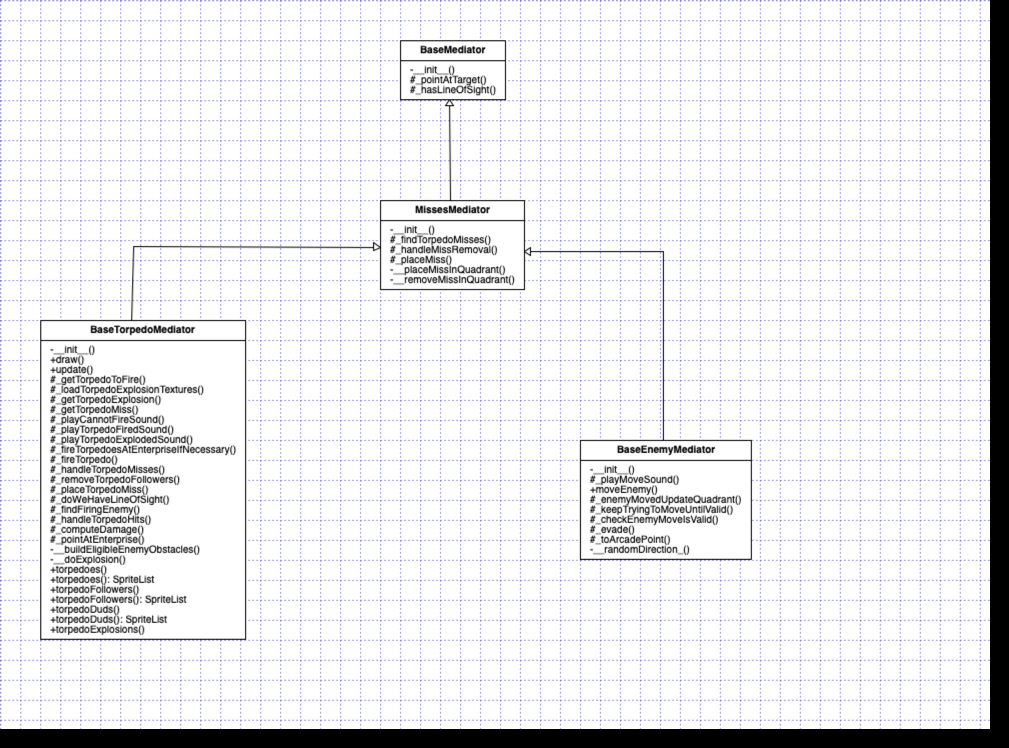 BaseMediator
-__init__()
#_pointAtTarget()
#_hasLineOfSight()
MissesMediator
-__init__()
#_findTorpedoMisses()
#_handleMissRemoval()
#_placeMiss()
-__placeMissInQuadrant()
-__removeMissInQuadrant()
BaseTorpedoMediator
-__init__()
+draw()
+update()
#_getTorpedoToFire()
#_loadTorpedoExplosionTextures()
#_getTorpedoExplosion()
#_getTorpedoMiss()
#_playCannotFireSound()
#_playTorpedoFiredSound()
#_playTorpedoExplodedSound()
#_fireTorpedoesAtEnterpriseIfNecessary()
#_fireTorpedo()
#_handleTorpedoMisses()
#_removeTorpedoFollowers()
#_placeTorpedoMiss()
#_doWeHaveLineOfSight()
#_findFiringEnemy()
#_handleTorpedoHits()
#_computeDamage()
#_pointAtEnterprise()
-__buildEligibleEnemyObstacles()
-__doExplosion()
+torpedoes()
+torpedoes(): SpriteList
+torpedoFollowers()
+torpedoFollowers(): SpriteList
+torpedoDuds()
+torpedoDuds(): SpriteList
+torpedoExplosions()
BaseEnemyMediator
-__init__()
#_playMoveSound()
+moveEnemy()
#_enemyMovedUpdateQuadrant()
#_keepTryingToMoveUntilValid()
#_checkEnemyMoveIsValid()
#_evade()
#_toArcadePoint()
-__randomDirection_()